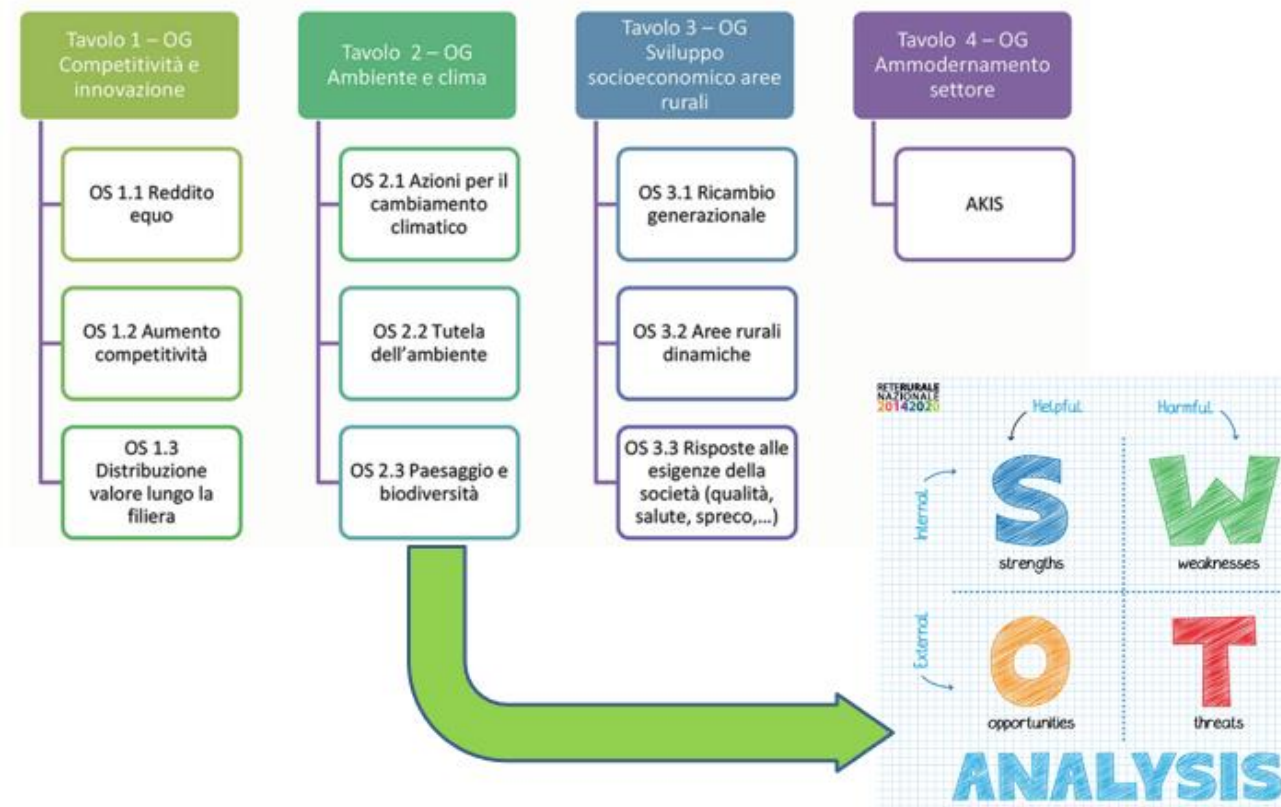 Tavolo 1 – OG
Competitività e
innovazione
OS 1.1 Reddito
equo
OS 1.2 Aumento
competitività
OS 1.3
Distribuzione
valore lungo la
filiera
Tavolo 2 – OG
Ambiente e clima
OS 2.1 Azioni per il
cambiamento
climatico
OS 2.2 Tutela
dell'ambiente
OS 2.3 Paesaggio e
biodiversità
Tavolo 3 – OG
Sviluppo
socioeconomico aree
rurali
OS 3.1 Ricambio
generazionale
OS 3.2 Aree rurali
dinamiche
OS 3.3 Risposte alle
esigenze della
società (qualità,
salute, spreco,...)
Tavolo 4 – OG
Ammodernamento
settore
AKIS
RETERURALE
NAZIONALE
20142020
Helpful
Harmful
Internal
S
strengths
W
weaknesses
External
O
opportunities
T
threats
ANALYSIS